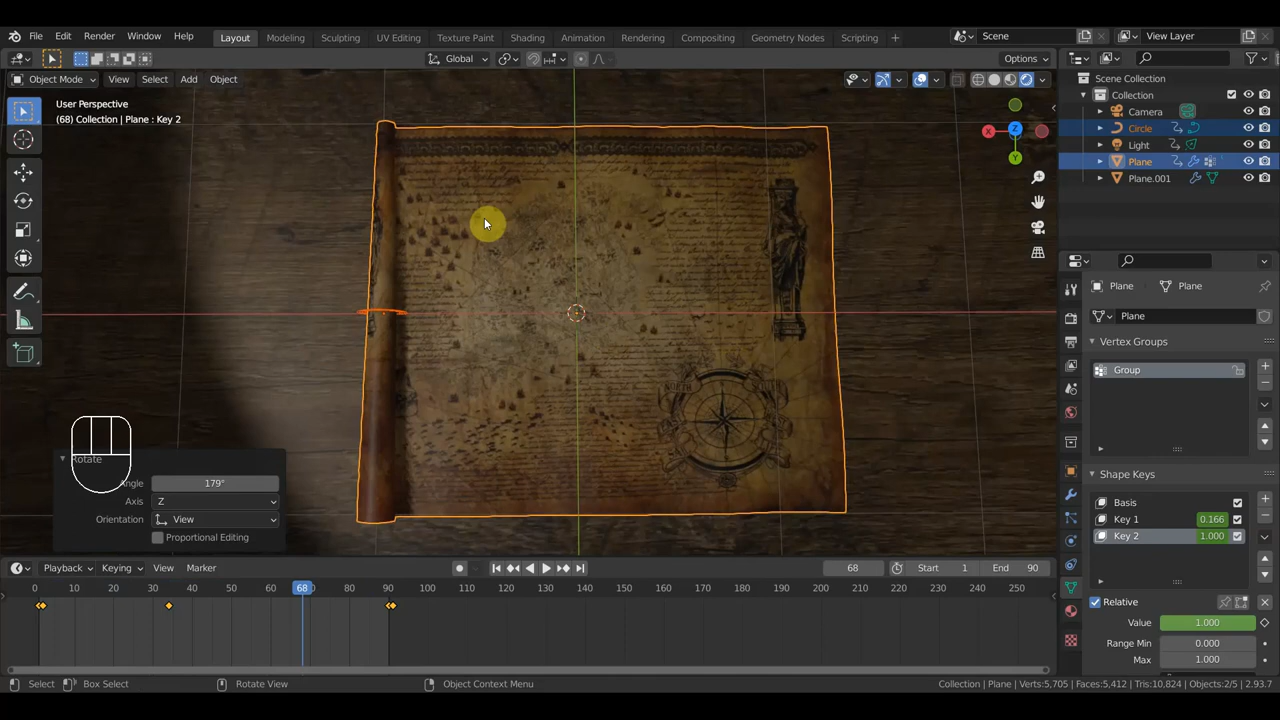 File Edit Render Window Help Layout Modeling Sculpting UV Editing Texture Paint Shading Animation Rendering Compositing Geometry Nodes Scripting + Scene View Layer
Global Options
Object Mode View Select Add Object
User Perspective
(68) Collection | Plane : Key 2
X
Z
Y
Scene Collection
Collection
Camera
Circle
Light
Plane
Plane.001
Plane Plane
Plane
Vertex Groups
Group
Shape Keys
Basis
Key 1 0.166
Key 2 1.000
Relative
Value 1.000
Range Min 0.000
Max 1.000
NORTH
Rotate
Angle 179°
Axis Z
Orientation View
Proportional Editing
Playback Keying View Marker 68 Start 1 End 90
0 10 20 30 40 50 60 68 80 90 100 110 120 130 140 150 160 170 180 190 200 210 220 230 240 250
Select Box Select Rotate View Object Context Menu Collection | Plane | Verts:5,705 | Faces:5,412 | Tris:10,824 | Objects:2/5 | 2.93.7